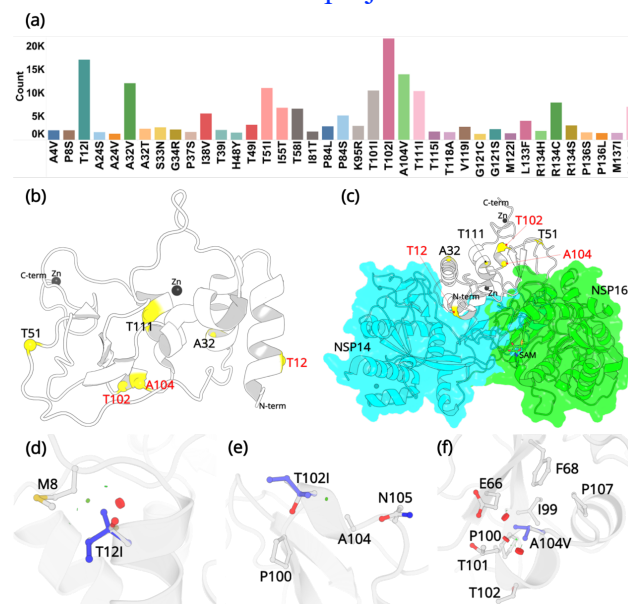 (a)
Count
20K
15K
10K
5K
0K
A4V
P8S
T12I
A24S
A24V
A32V
A32T
S33N
G34R
P37S
I38V
T39I
H48Y
T49I
T51I
I55T
T58I
I81T
P84L
P84S
K95R
T101I
T102I
A104V
T111I
T115I
T118A
V119I
G121C
G121S
M122I
L133F
R134H
R134C
R134S
P136S
P136L
M137I
(b)
C-term
Zn
Zn
T51
T111
A32
T12
T102
A104
N-term
(c)
C-term
Zn
T102
T111
T51
T12
A32
A104
N-term
Zn
NSP16
NSP14
SAM
(d)
M8
T12I
(e)
T102I
N105
A104
P100
(f)
F68
E66
P107
I99
P100
A104V
T101
T102